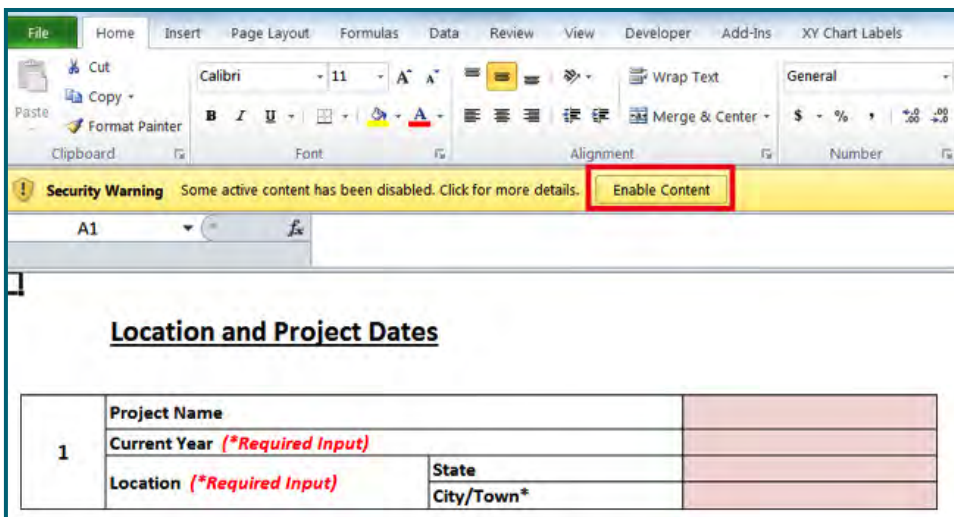 File Home Insert Page Layout Formulas Data Review View Developer Add-Ins XY Chart Labels
Cut
Copy
Paste
Format Painter
Calibri 11 A A
B I U A
Wrap Text
Merge & Center
General
$ % , .00 .00
Clipboard Font Alignment Number
Security Warning Some active content has been disabled. Click for more details. Enable Content
A1 fx
Location and Project Dates
1
Project Name
Current Year (*Required Input)
Location (*Required Input)
State
City/Town*